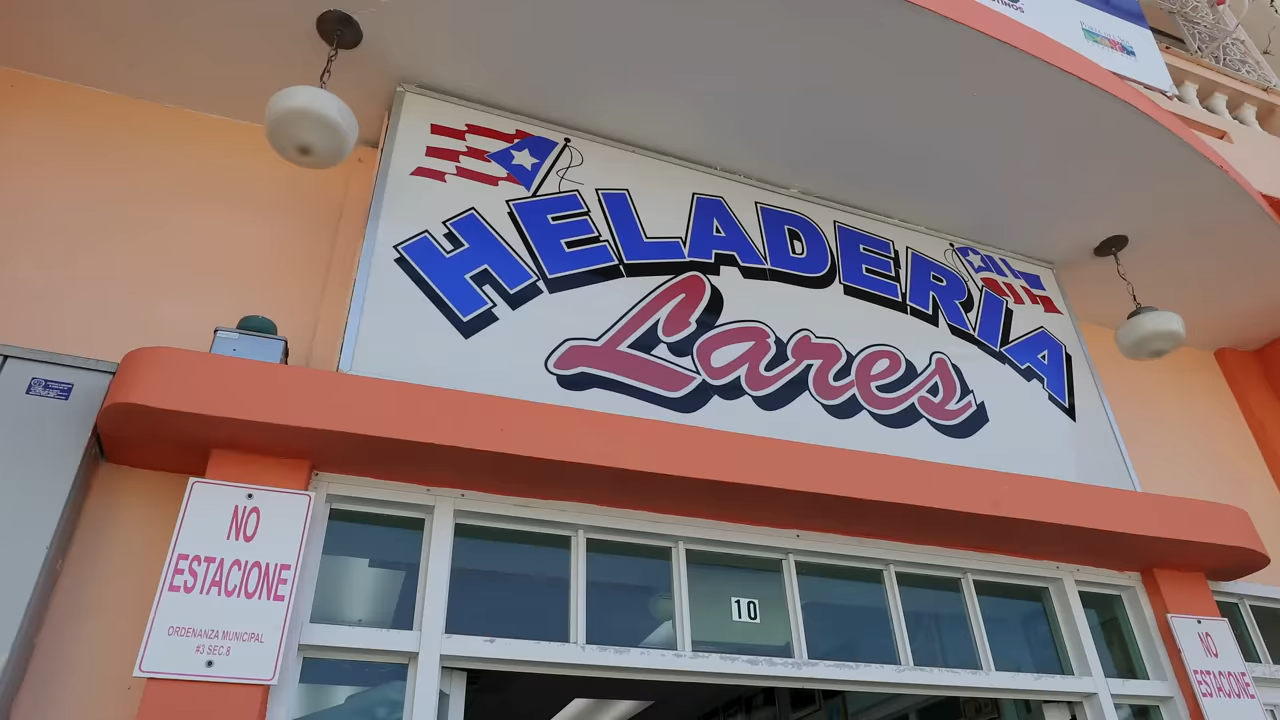 HELADERIA
Lares
NO
ESTACIONE
ORDENANZA MUNICIPAL
#3 SEC.8
10
NO
ESTACIONE